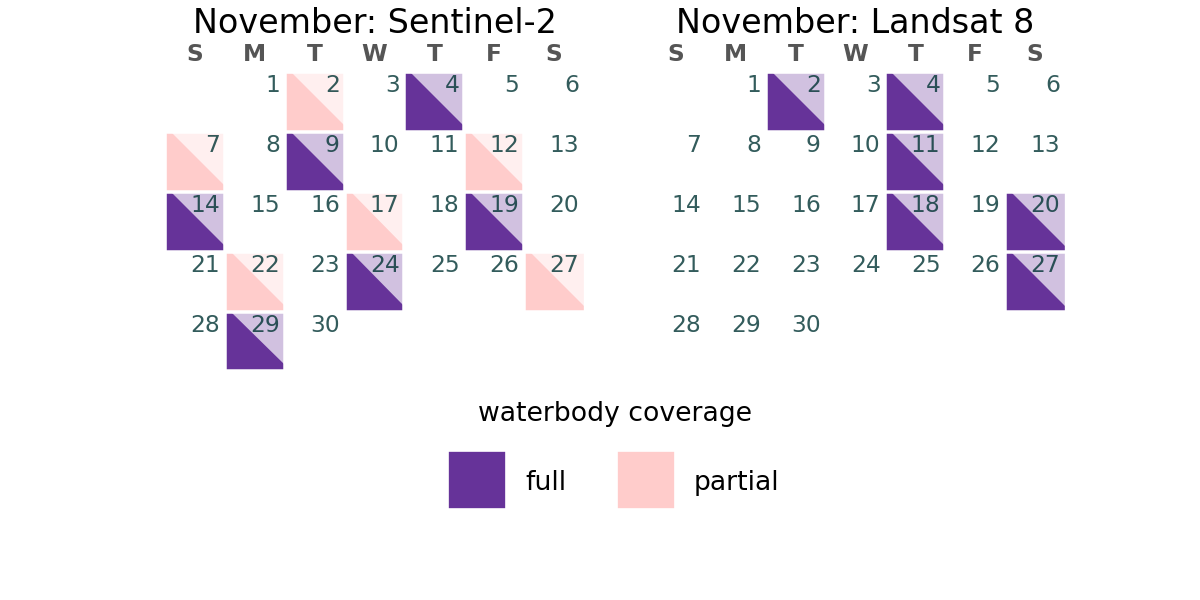 November: Sentinel-2
S M T W T F S
1 2 3 4 5 6
7 8 9 10 11 12 13
14 15 16 17 18 19 20
21 22 23 24 25 26 27
28 29 30
November: Landsat 8
S M T W T F S
1 2 3 4 5 6
7 8 9 10 11 12 13
14 15 16 17 18 19 20
21 22 23 24 25 26 27
28 29 30
waterbody coverage
full partial